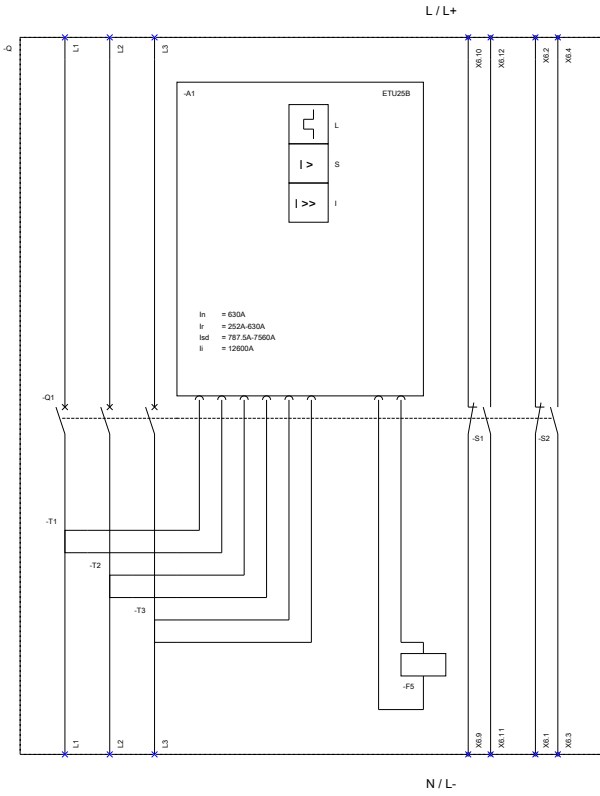 L / L+
-Q
L1
L2
L3
X6.10
X6.12
X6.2
X6.4
-A1
ETU25B
L
I >
S
I >>
I
In = 630A
Ir = 252A-630A
Isd = 787.5A-7560A
Ii = 12600A
-Q1
-S1
-S2
-T1
-T2
-T3
-F5
L1
L2
L3
X6.9
X6.11
X6.1
X6.3
N / L-